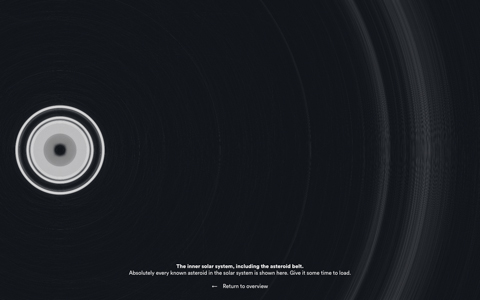 The inner solar system, including the asteroid belt.
Absolutely every known asteroid in the solar system is shown here. Give it some time to load.
← Return to overview